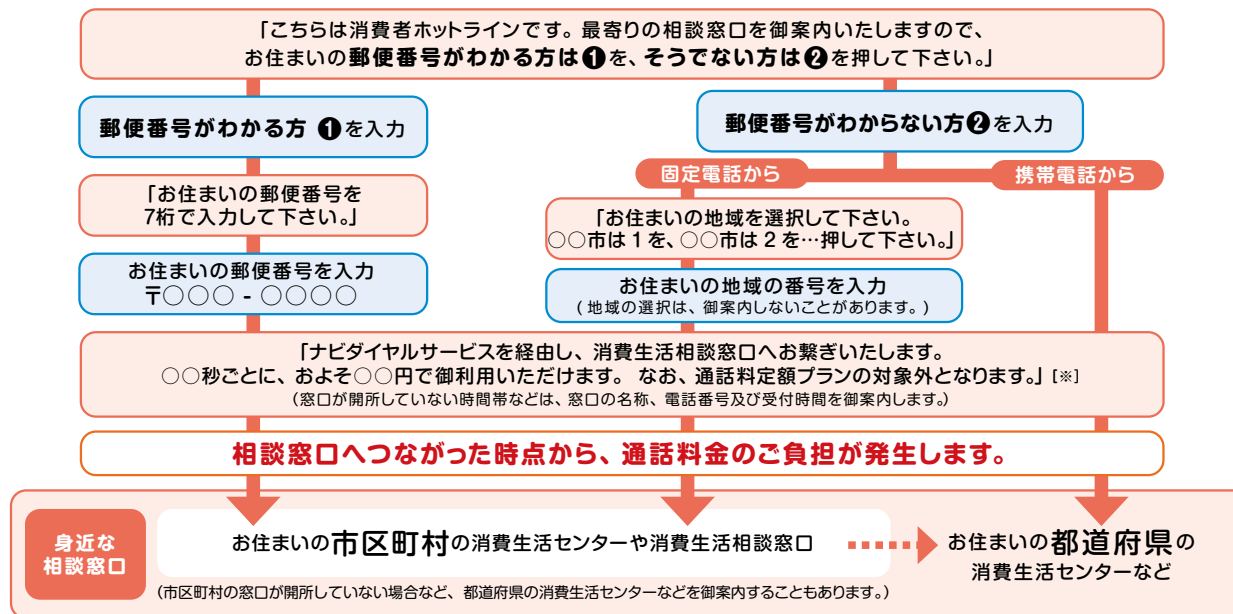 「こちらは消費者ホットラインです。最寄りの相談窓口を御案内いたしますので、
お住まいの郵便番号がわかる方は❶を、そうでない方は❷を押して下さい。」
郵便番号がわかる方 ❶を入力
「お住まいの郵便番号を
7桁で入力して下さい。」
お住まいの郵便番号を入力
〒○○○ - ○○○○
郵便番号がわからない方❷を入力
固定電話から
携帯電話から
「お住まいの地域を選択して下さい。
○○市は 1 を、○○市は 2 を…押して下さい。」
お住まいの地域の番号を入力
( 地域の選択は、御案内しないことがあります。)
「ナビダイヤルサービスを経由し、消費生活相談窓口へお繋ぎいたします。
○○秒ごとに、およそ○○円で御利用いただけます。 なお、通話料定額プランの対象外となります。」 [※]
(窓口が開所していない時間帯などは、窓口の名称、電話番号及び受付時間を御案内します。)
相談窓口へつながった時点から、通話料金のご負担が発生します。
身近な
相談窓口
お住まいの市区町村の消費生活センターや消費生活相談窓口
(市区町村の窓口が開所していない場合など、都道府県の消費生活センターなどを御案内することもあります。)
お住まいの都道府県の
消費生活センターなど